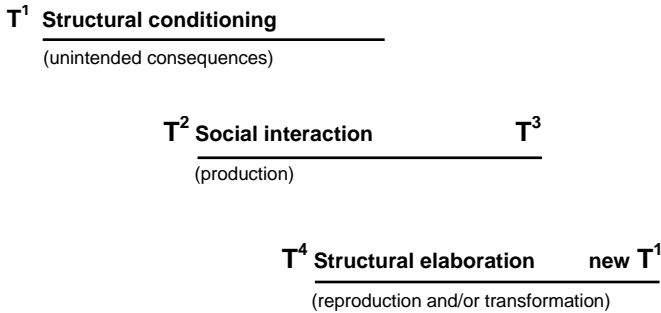 T¹ Structural conditioning
(unintended consequences)
T² Social interaction T³
(production)
T⁴ Structural elaboration new T¹
(reproduction and/or transformation)